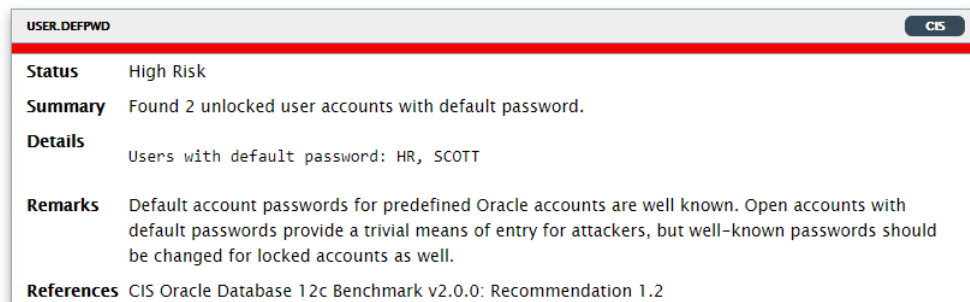 USER.DEFPWD CIS
Status High Risk
Summary Found 2 unlocked user accounts with default password.
Details
Users with default password: HR, SCOTT
Remarks Default account passwords for predefined Oracle accounts are well known. Open accounts with
default passwords provide a trivial means of entry for attackers, but well-known passwords should
be changed for locked accounts as well.
References CIS Oracle Database 12c Benchmark v2.0.0: Recommendation 1.2